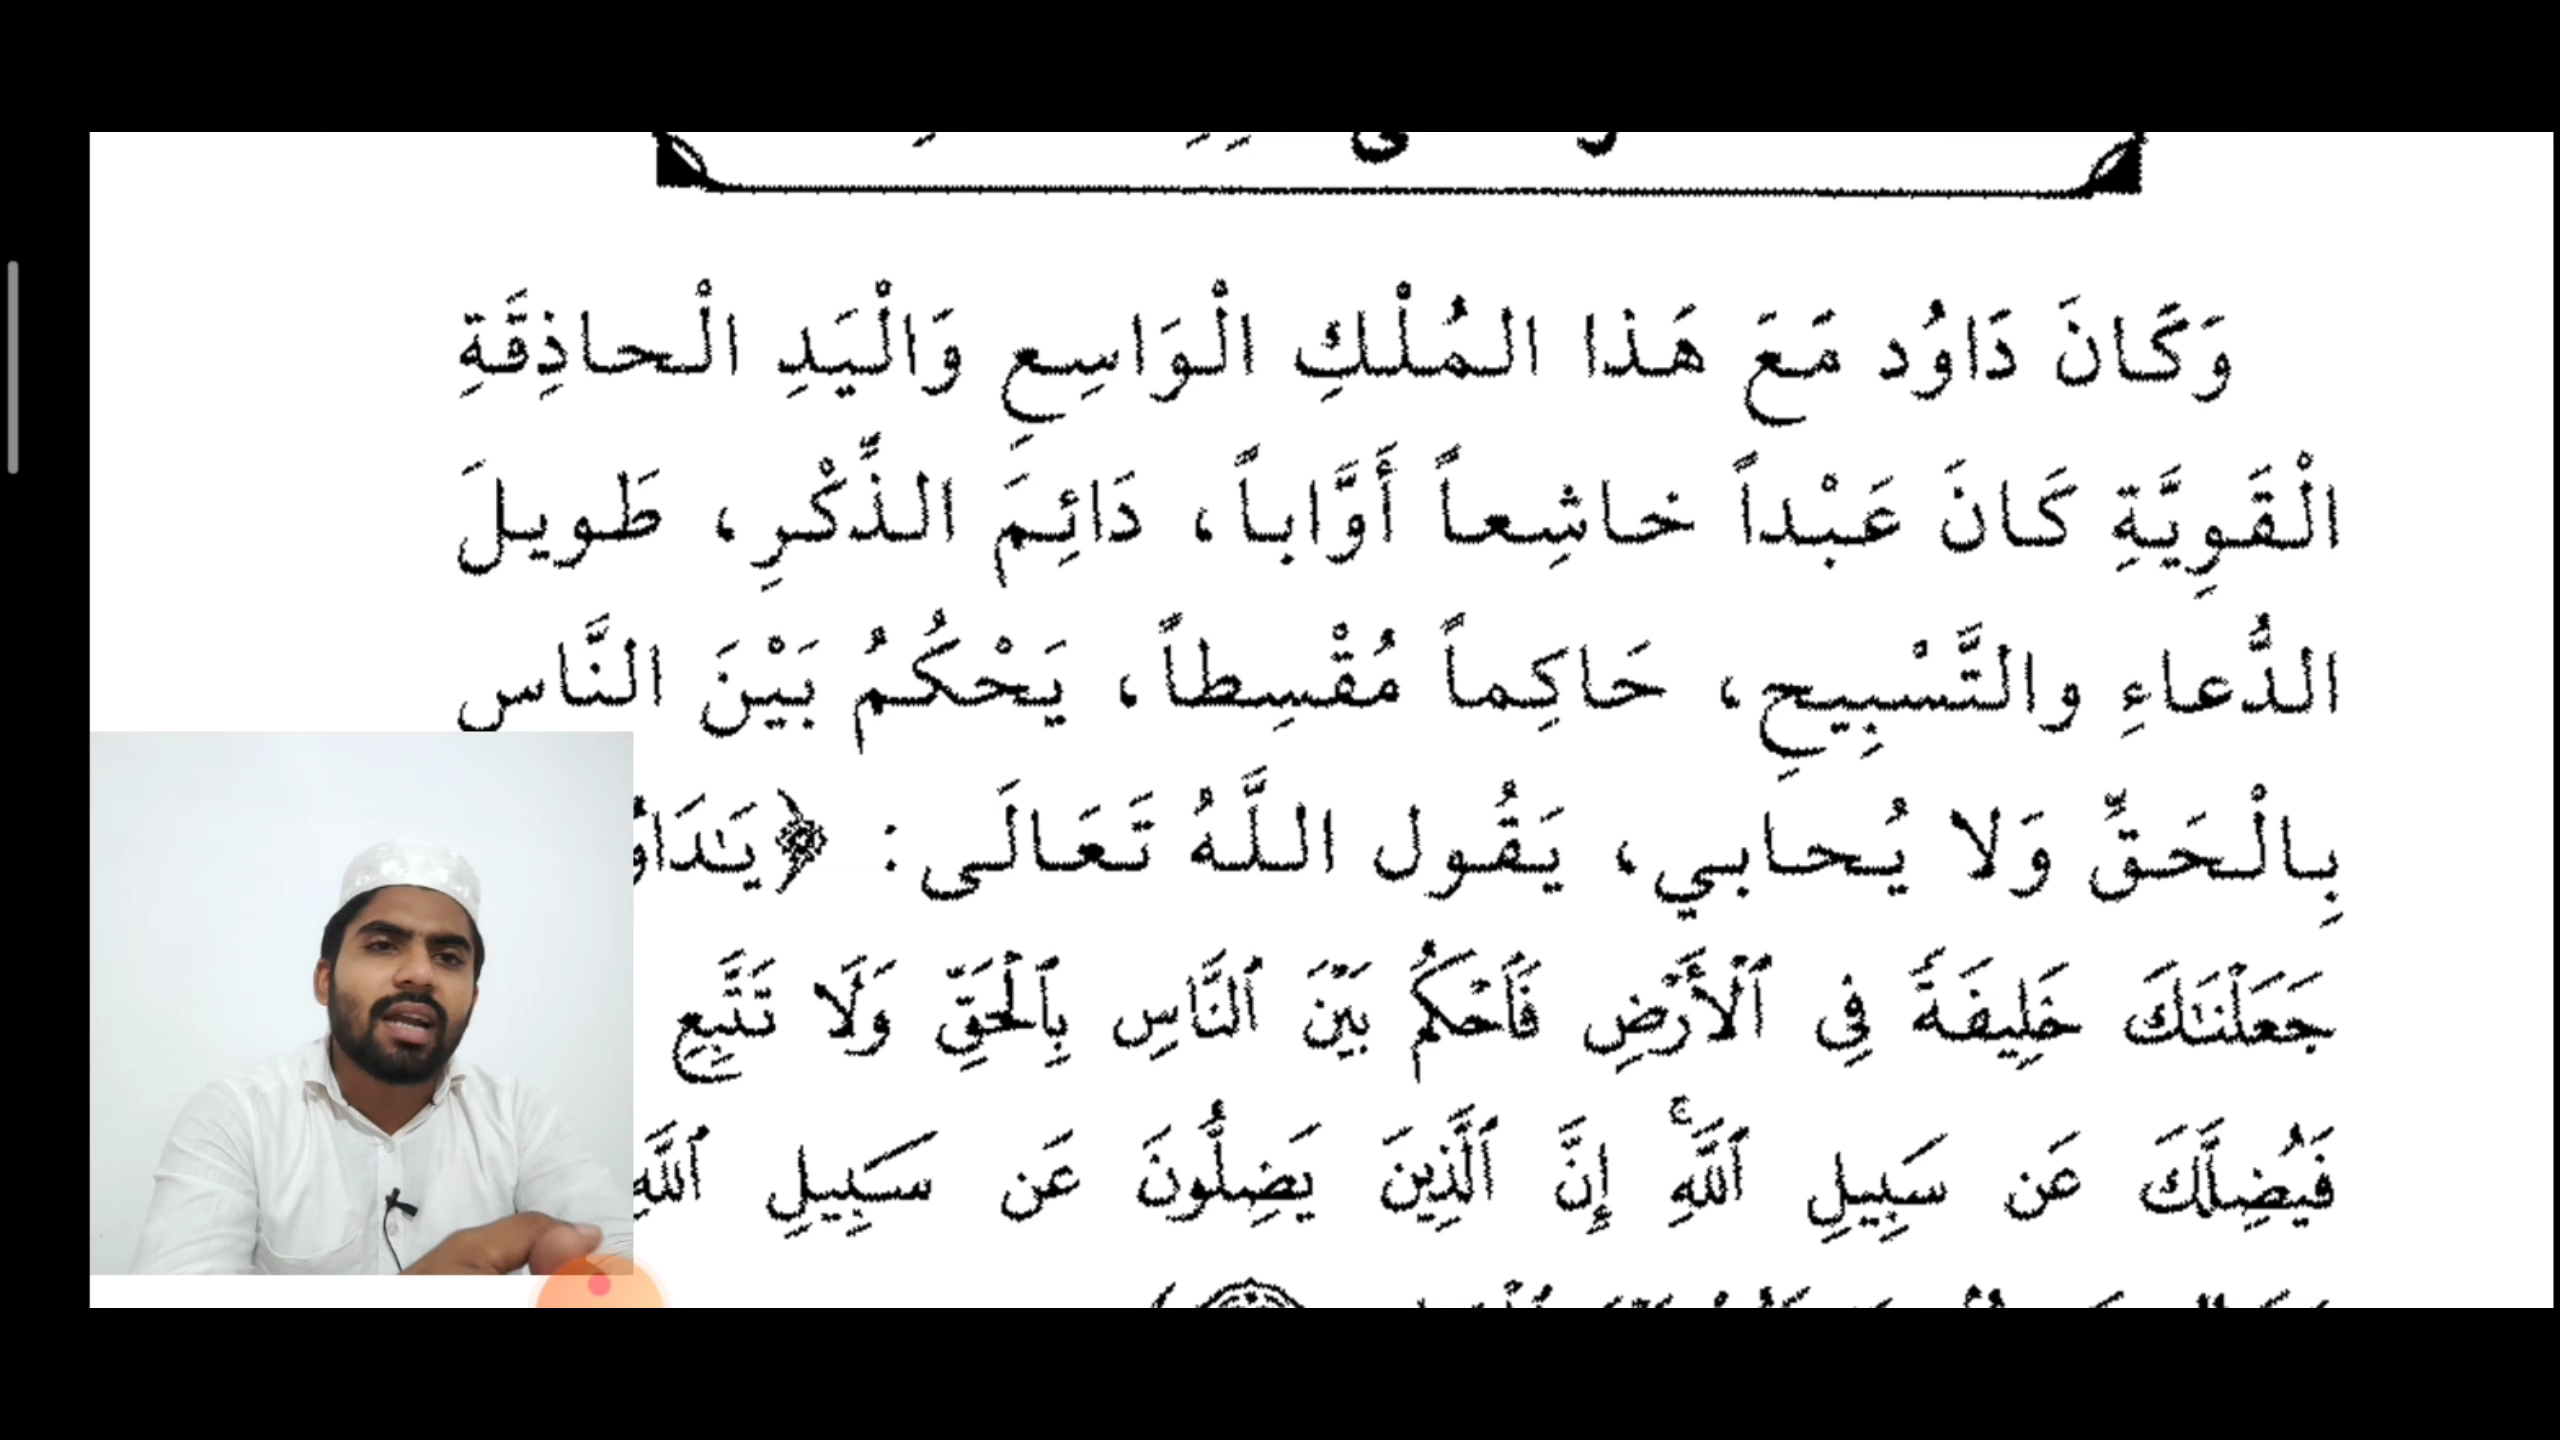 وَكَانَ دَاوُد مَعَ هَذا المُلْكِ الْوَاسِعِ وَالْيَدِ الْحاذِقَةِ
الْقَوِيَّةِ كَانَ عَبْداً خاشِعاً أَوَّاباً، دَائِمَ الذِّكْرِ، طَويلَ
الدُّعاءِ والتَّسْبِيحِ، حَاكِماً مُقْسِطاً، يَحْكُمُ بَيْنَ النَّاس
بِالْحَقِّ وَلا يُحابي، يَقُول اللَّهُ تَعَالَى: ﴿يَٰدَاوُ
جَعَلْنَٰكَ خَلِيفَةً فِى ٱلْأَرْضِ فَٱحْكُم بَيْنَ ٱلنَّاسِ بِٱلْحَقِّ وَلَا تَتَّبِعِ
فَيُضِلَّكَ عَن سَبِيلِ ٱللَّهِۚ إِنَّ ٱلَّذِينَ يَضِلُّونَ عَن سَبِيلِ ٱللَّهِ